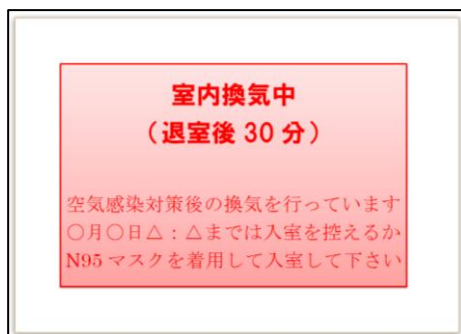 室内換気中
（退室後 30 分）
空気感染対策後の換気を行っています
〇月〇日△：△までは入室を控えるか
N95 マスクを着用して入室して下さい